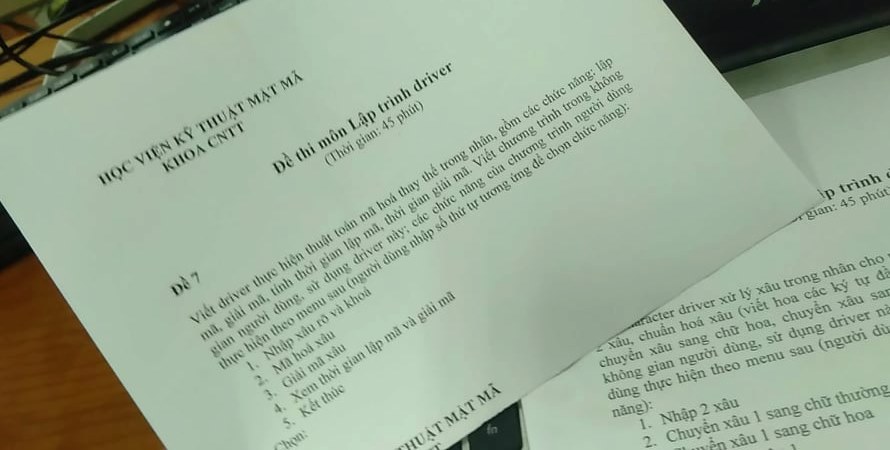 HỌC VIỆN KỸ THUẬT MẬT MÃ
KHOA CNTT
Đề thi môn Lập trình driver
(Thời gian: 45 phút)
Đề 7
Viết driver thực hiện thuật toán mã hoá thay thế trong nhân, gồm các chức năng: lập
mã, giải mã, tính thời gian lập mã, thời gian giải mã. Viết chương trình trong không
gian người dùng, sử dụng driver này; các chức năng của chương trình người dùng
thực hiện theo menu sau (người dùng nhập số thứ tự tương ứng để chọn chức năng):
1. Nhập xâu rõ và khoá
2. Mã hoá xâu
3. Giải mã xâu
4. Xem thời gian lập mã và giải mã
5. Kết thúc
Chọn:
THUẬT MẬT MÃ
p trình
gian: 45 phút
driver xử lý xâu trong nhân cho
xâu, chuẩn hoá xâu (viết hoa các ký tự
chuyển xâu sang chữ hoa, chuyển xâu
không gian người dùng, sử dụng driver
dùng thực hiện theo menu sau (người
năng):
1. Nhập 2 xâu
2. Chuyển xâu 1 sang chữ thường
xâu 1 sang chữ hoa